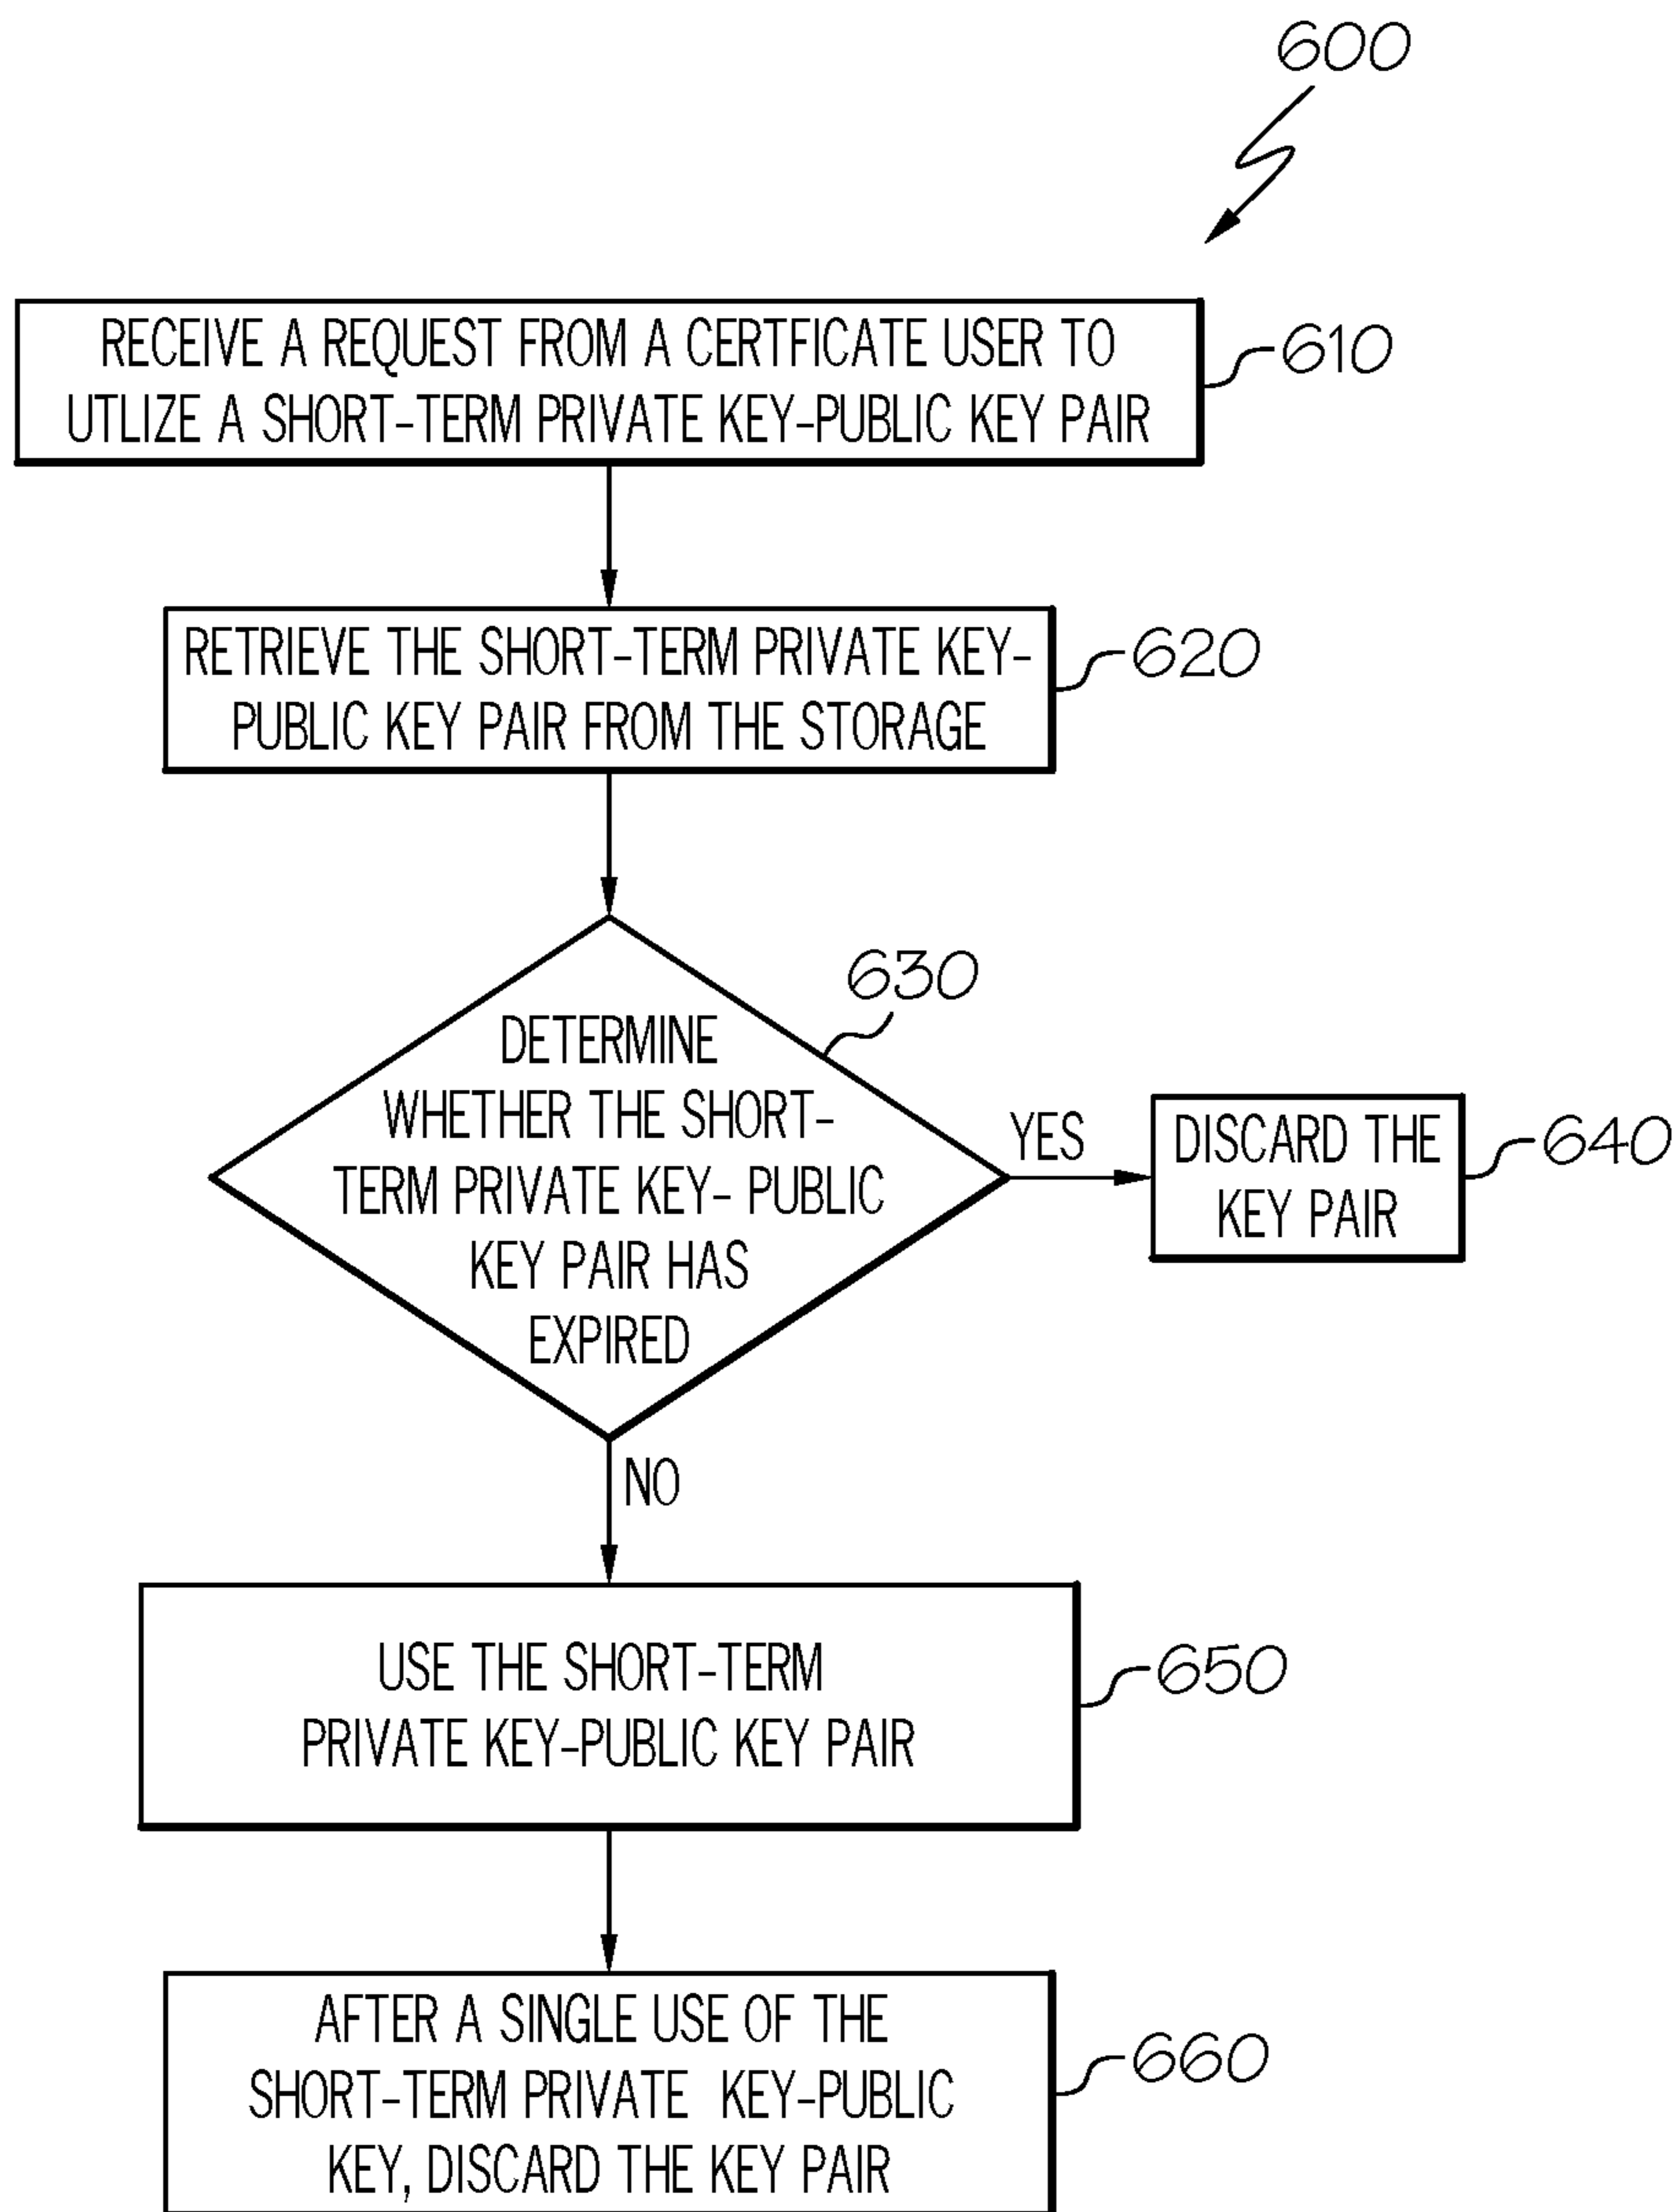 600
RECEIVE A REQUEST FROM A CERTFICATE USER TO
UTLIZE A SHORT-TERM PRIVATE KEY-PUBLIC KEY PAIR
610
RETRIEVE THE SHORT-TERM PRIVATE KEY-
PUBLIC KEY PAIR FROM THE STORAGE
620
630
DETERMINE
WHETHER THE SHORT-
TERM PRIVATE KEY- PUBLIC
KEY PAIR HAS
EXPIRED
YES
DISCARD THE
KEY PAIR
640
NO
USE THE SHORT-TERM
PRIVATE KEY-PUBLIC KEY PAIR
650
AFTER A SINGLE USE OF THE
SHORT-TERM PRIVATE KEY-PUBLIC
KEY, DISCARD THE KEY PAIR
660